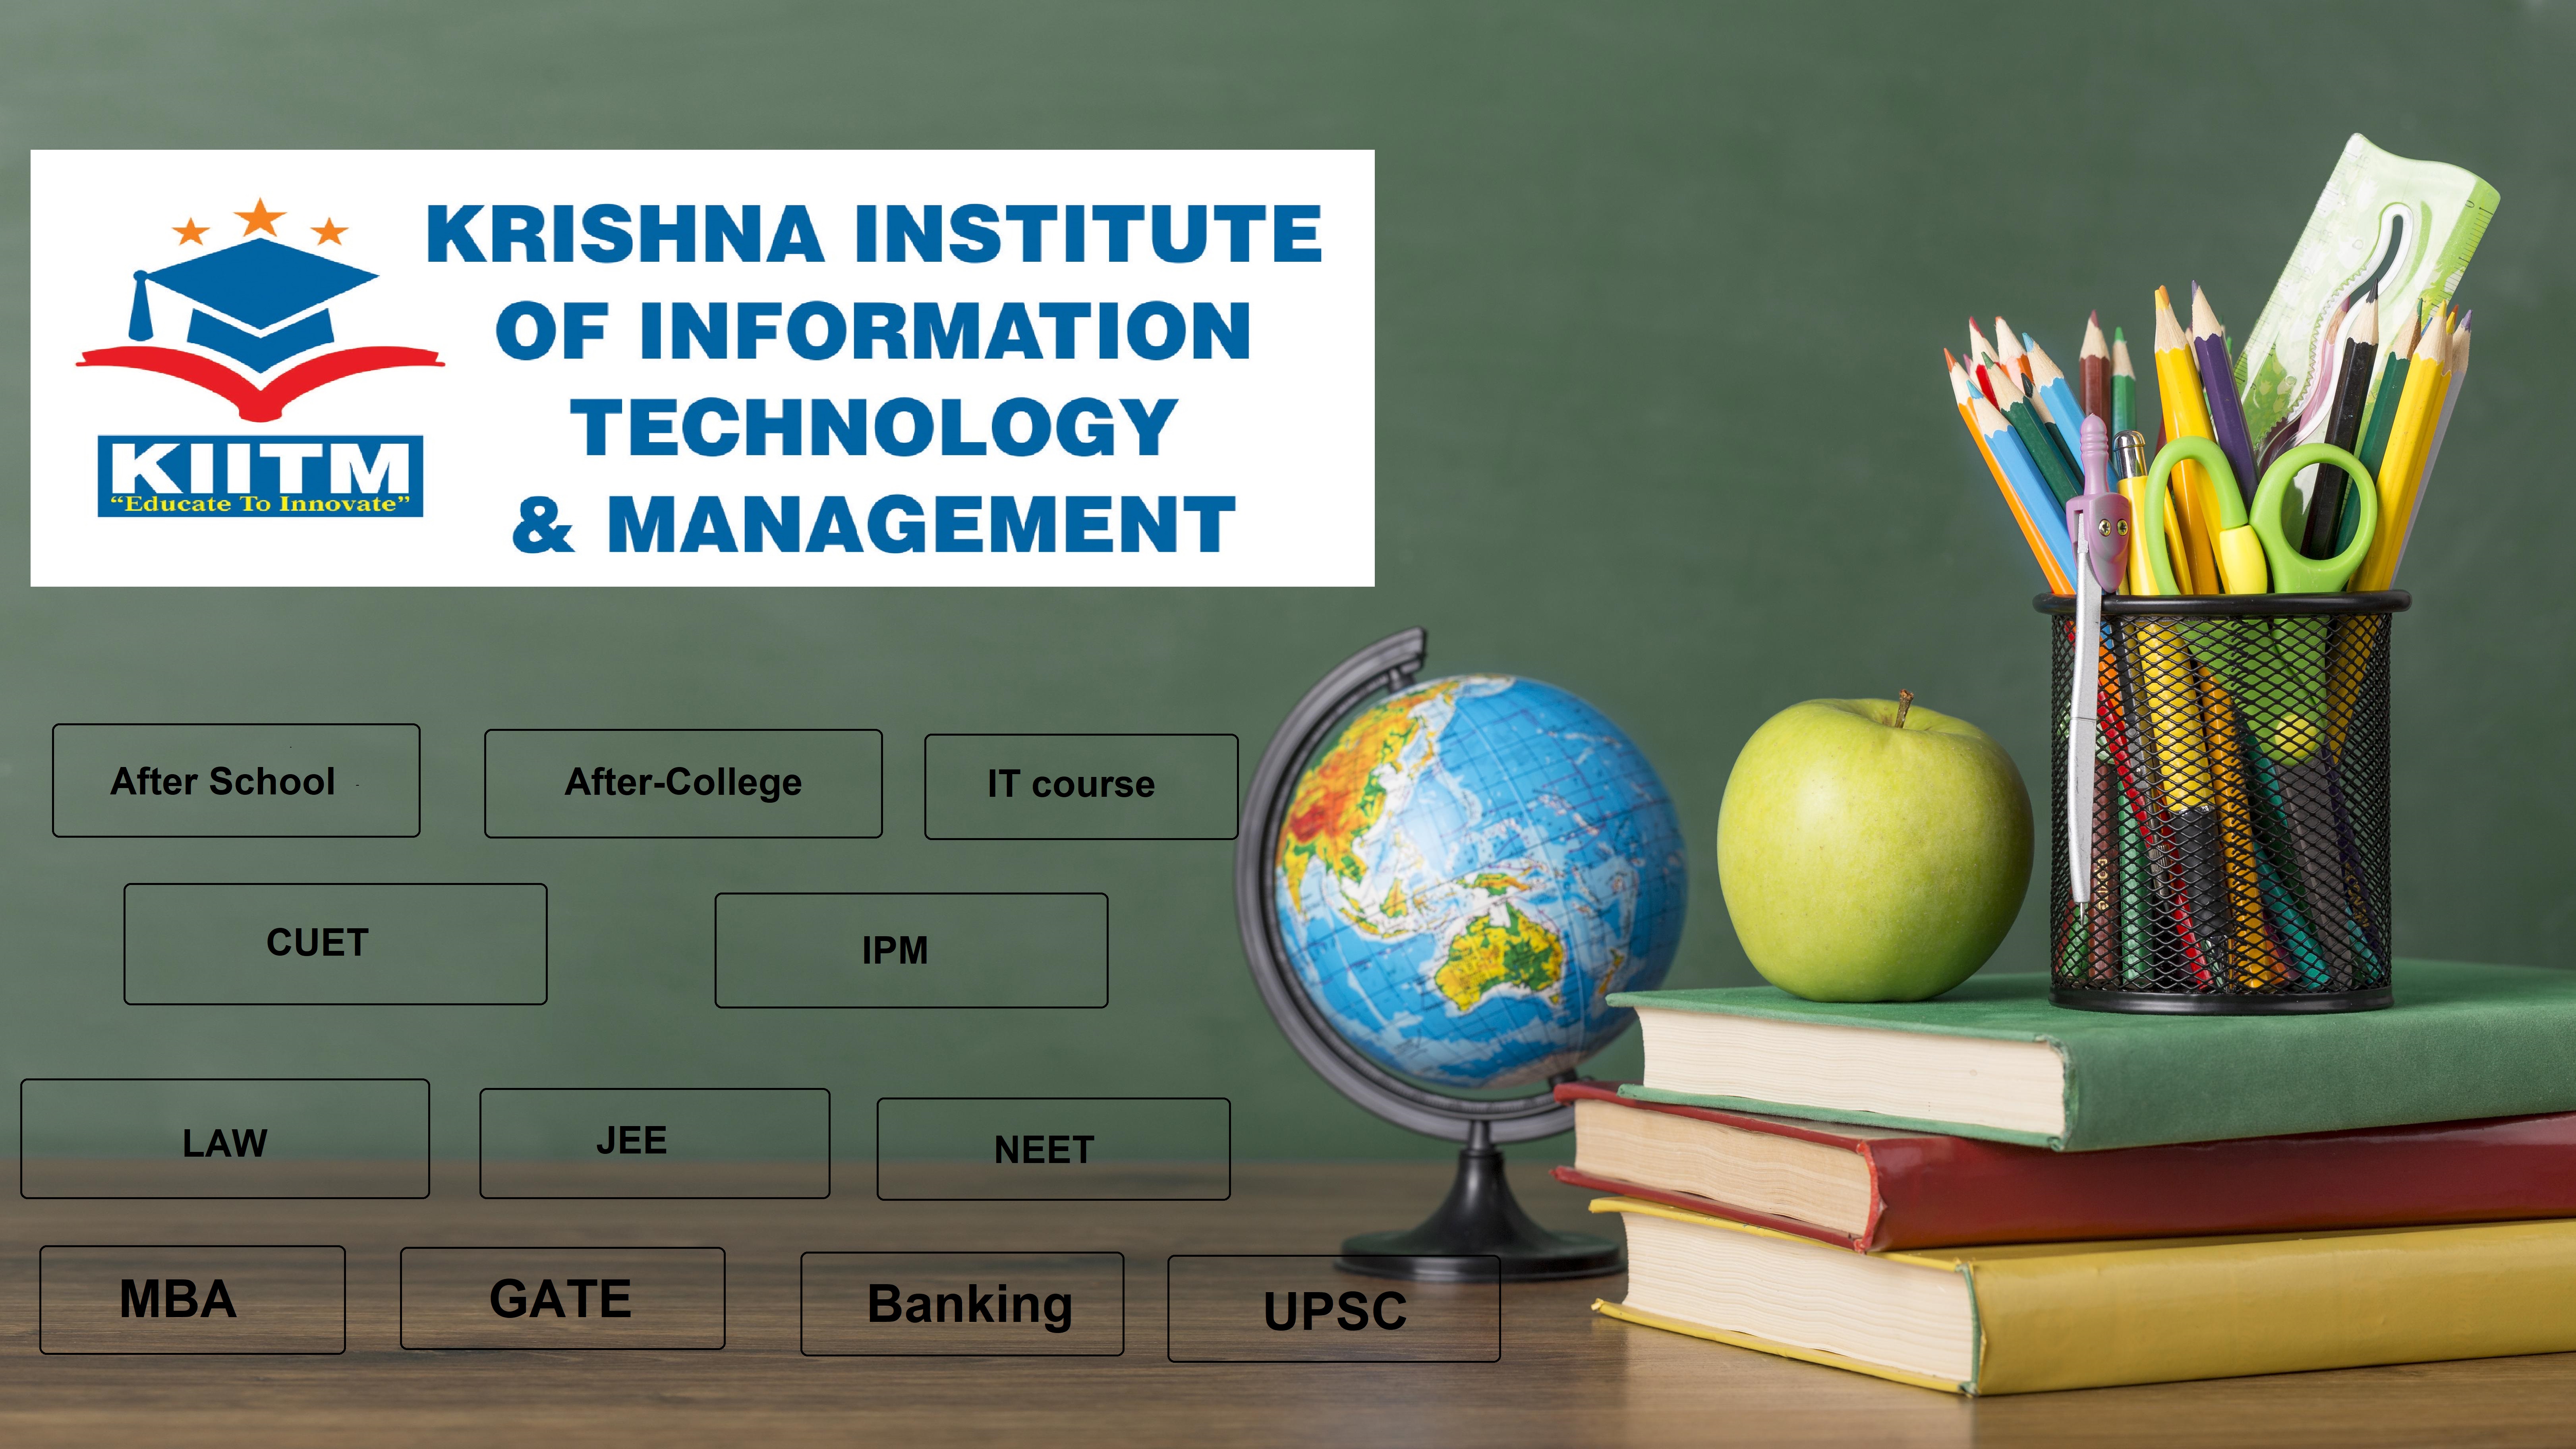 KRISHNA INSTITUTE
OF INFORMATION
TECHNOLOGY
& MANAGEMENT
KIITM
“Educate To Innovate”
After School
After-College
IT course
CUET
IPM
LAW
JEE
NEET
MBA
GATE
Banking
UPSC